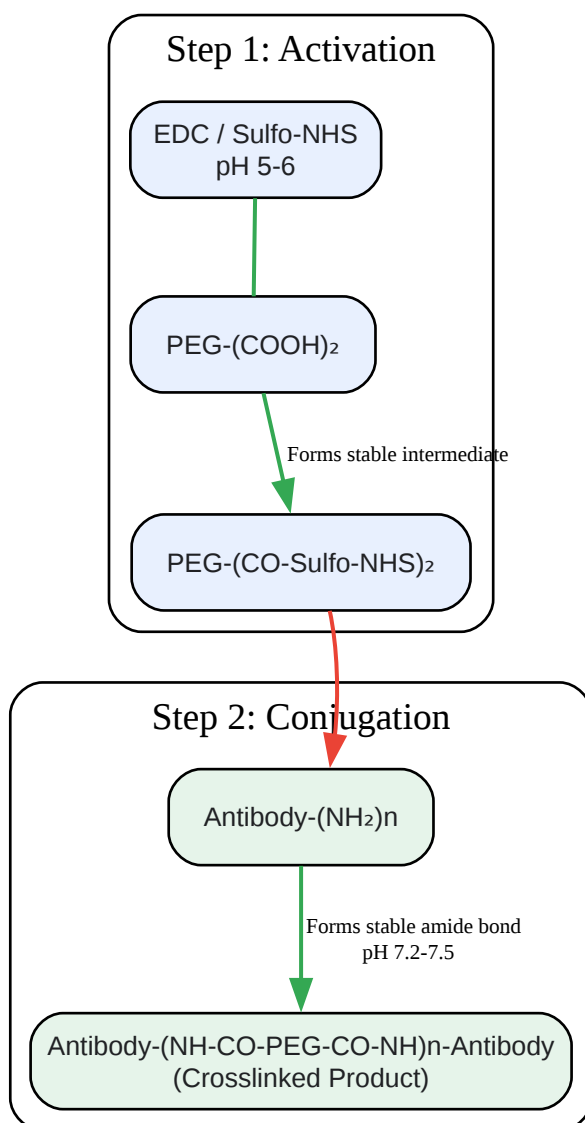 Step 1: Activation
EDC / Sulfo-NHS
pH 5-6
PEG-(COOH)₂
Forms stable intermediate
PEG-(CO-Sulfo-NHS)₂
Step 2: Conjugation
Antibody-(NH₂)n
Forms stable amide bond
pH 7.2-7.5
Antibody-(NH-CO-PEG-CO-NH)n-Antibody
(Crosslinked Product)